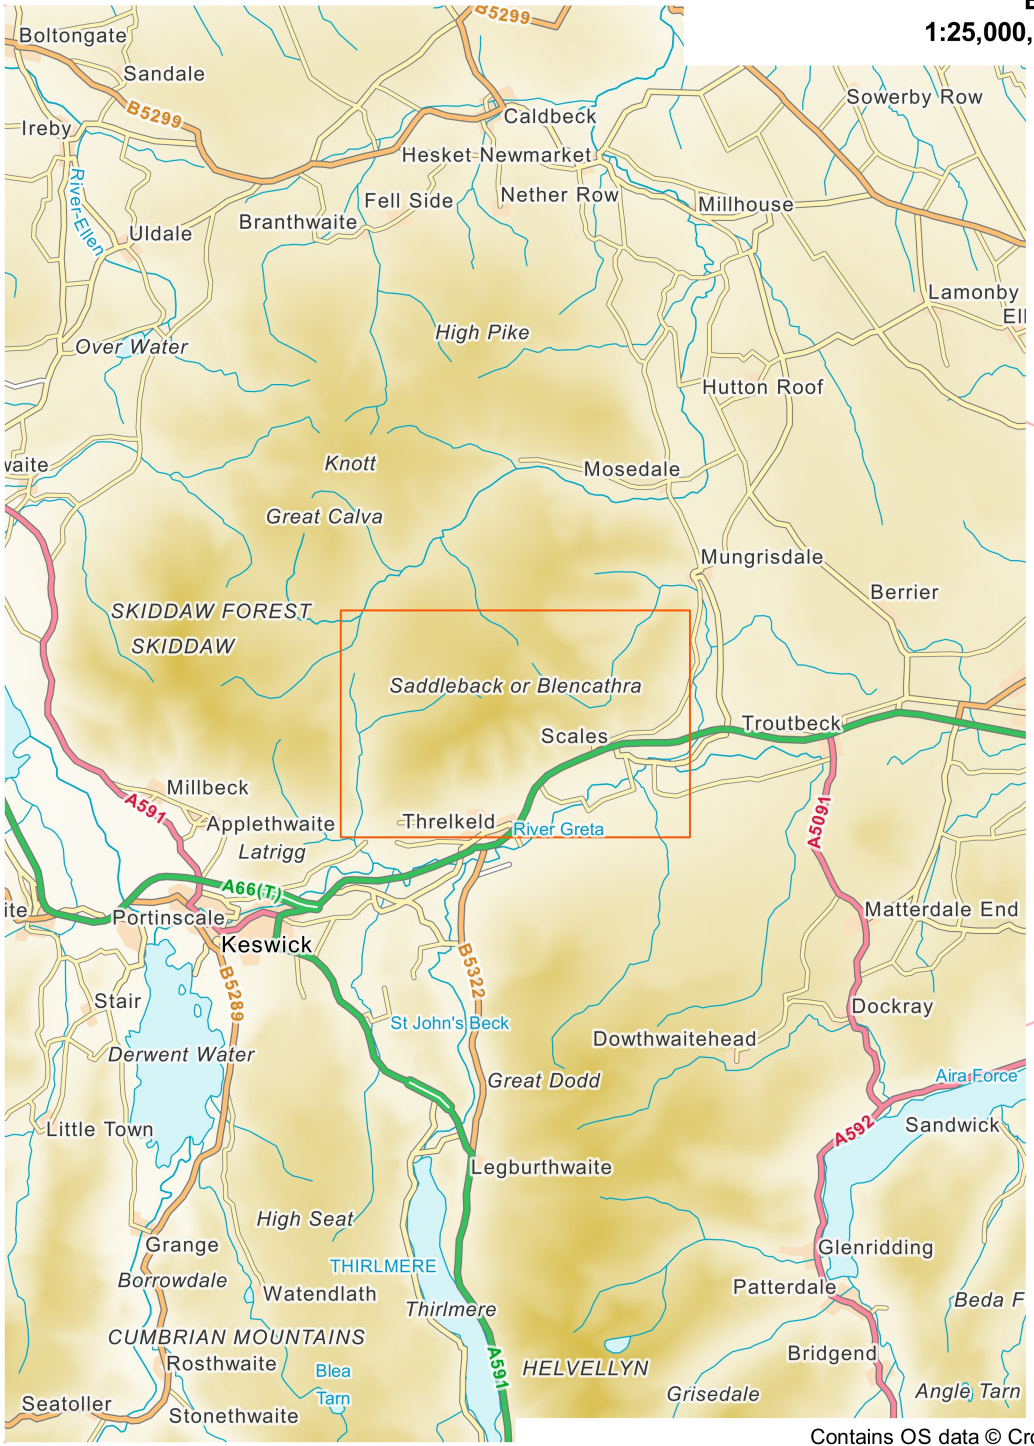 B5299
1:25,000,
Boltongate
Sandale
Sowerby Row
B5299
Caldbeck
Ireby
Hesket Newmarket
River Ellen
Fell Side
Nether Row
Millhouse
Branthwaite
Uldale
Lamonby
Ell
High Pike
Over Water
Hutton Roof
waite
Knott
Mosedale
Great Calva
Mungrisdale
Berrier
SKIDDAW FOREST
SKIDDAW
Saddleback or Blencathra
Scales
Troutbeck
Millbeck
A591
Applethwaite
Threlkeld
River Greta
A5091
Latrigg
A66(T)
ite
Portinscale
Matterdale End
Keswick
B5289
B5322
Stair
Dockray
St John's Beck
Dowthwaitehead
Derwent Water
Great Dodd
Aira Force
Little Town
A592
Sandwick
Legburthwaite
High Seat
Grange
Glenridding
THIRLMERE
Borrowdale
Watendlath
Patterdale
Thirlmere
Beda F
CUMBRIAN MOUNTAINS
Rosthwaite
Bridgend
Blea
Tarn
A591
HELVELLYN
Grisedale
Angle Tarn
Seatoller
Stonethwaite
Contains OS data © Cro